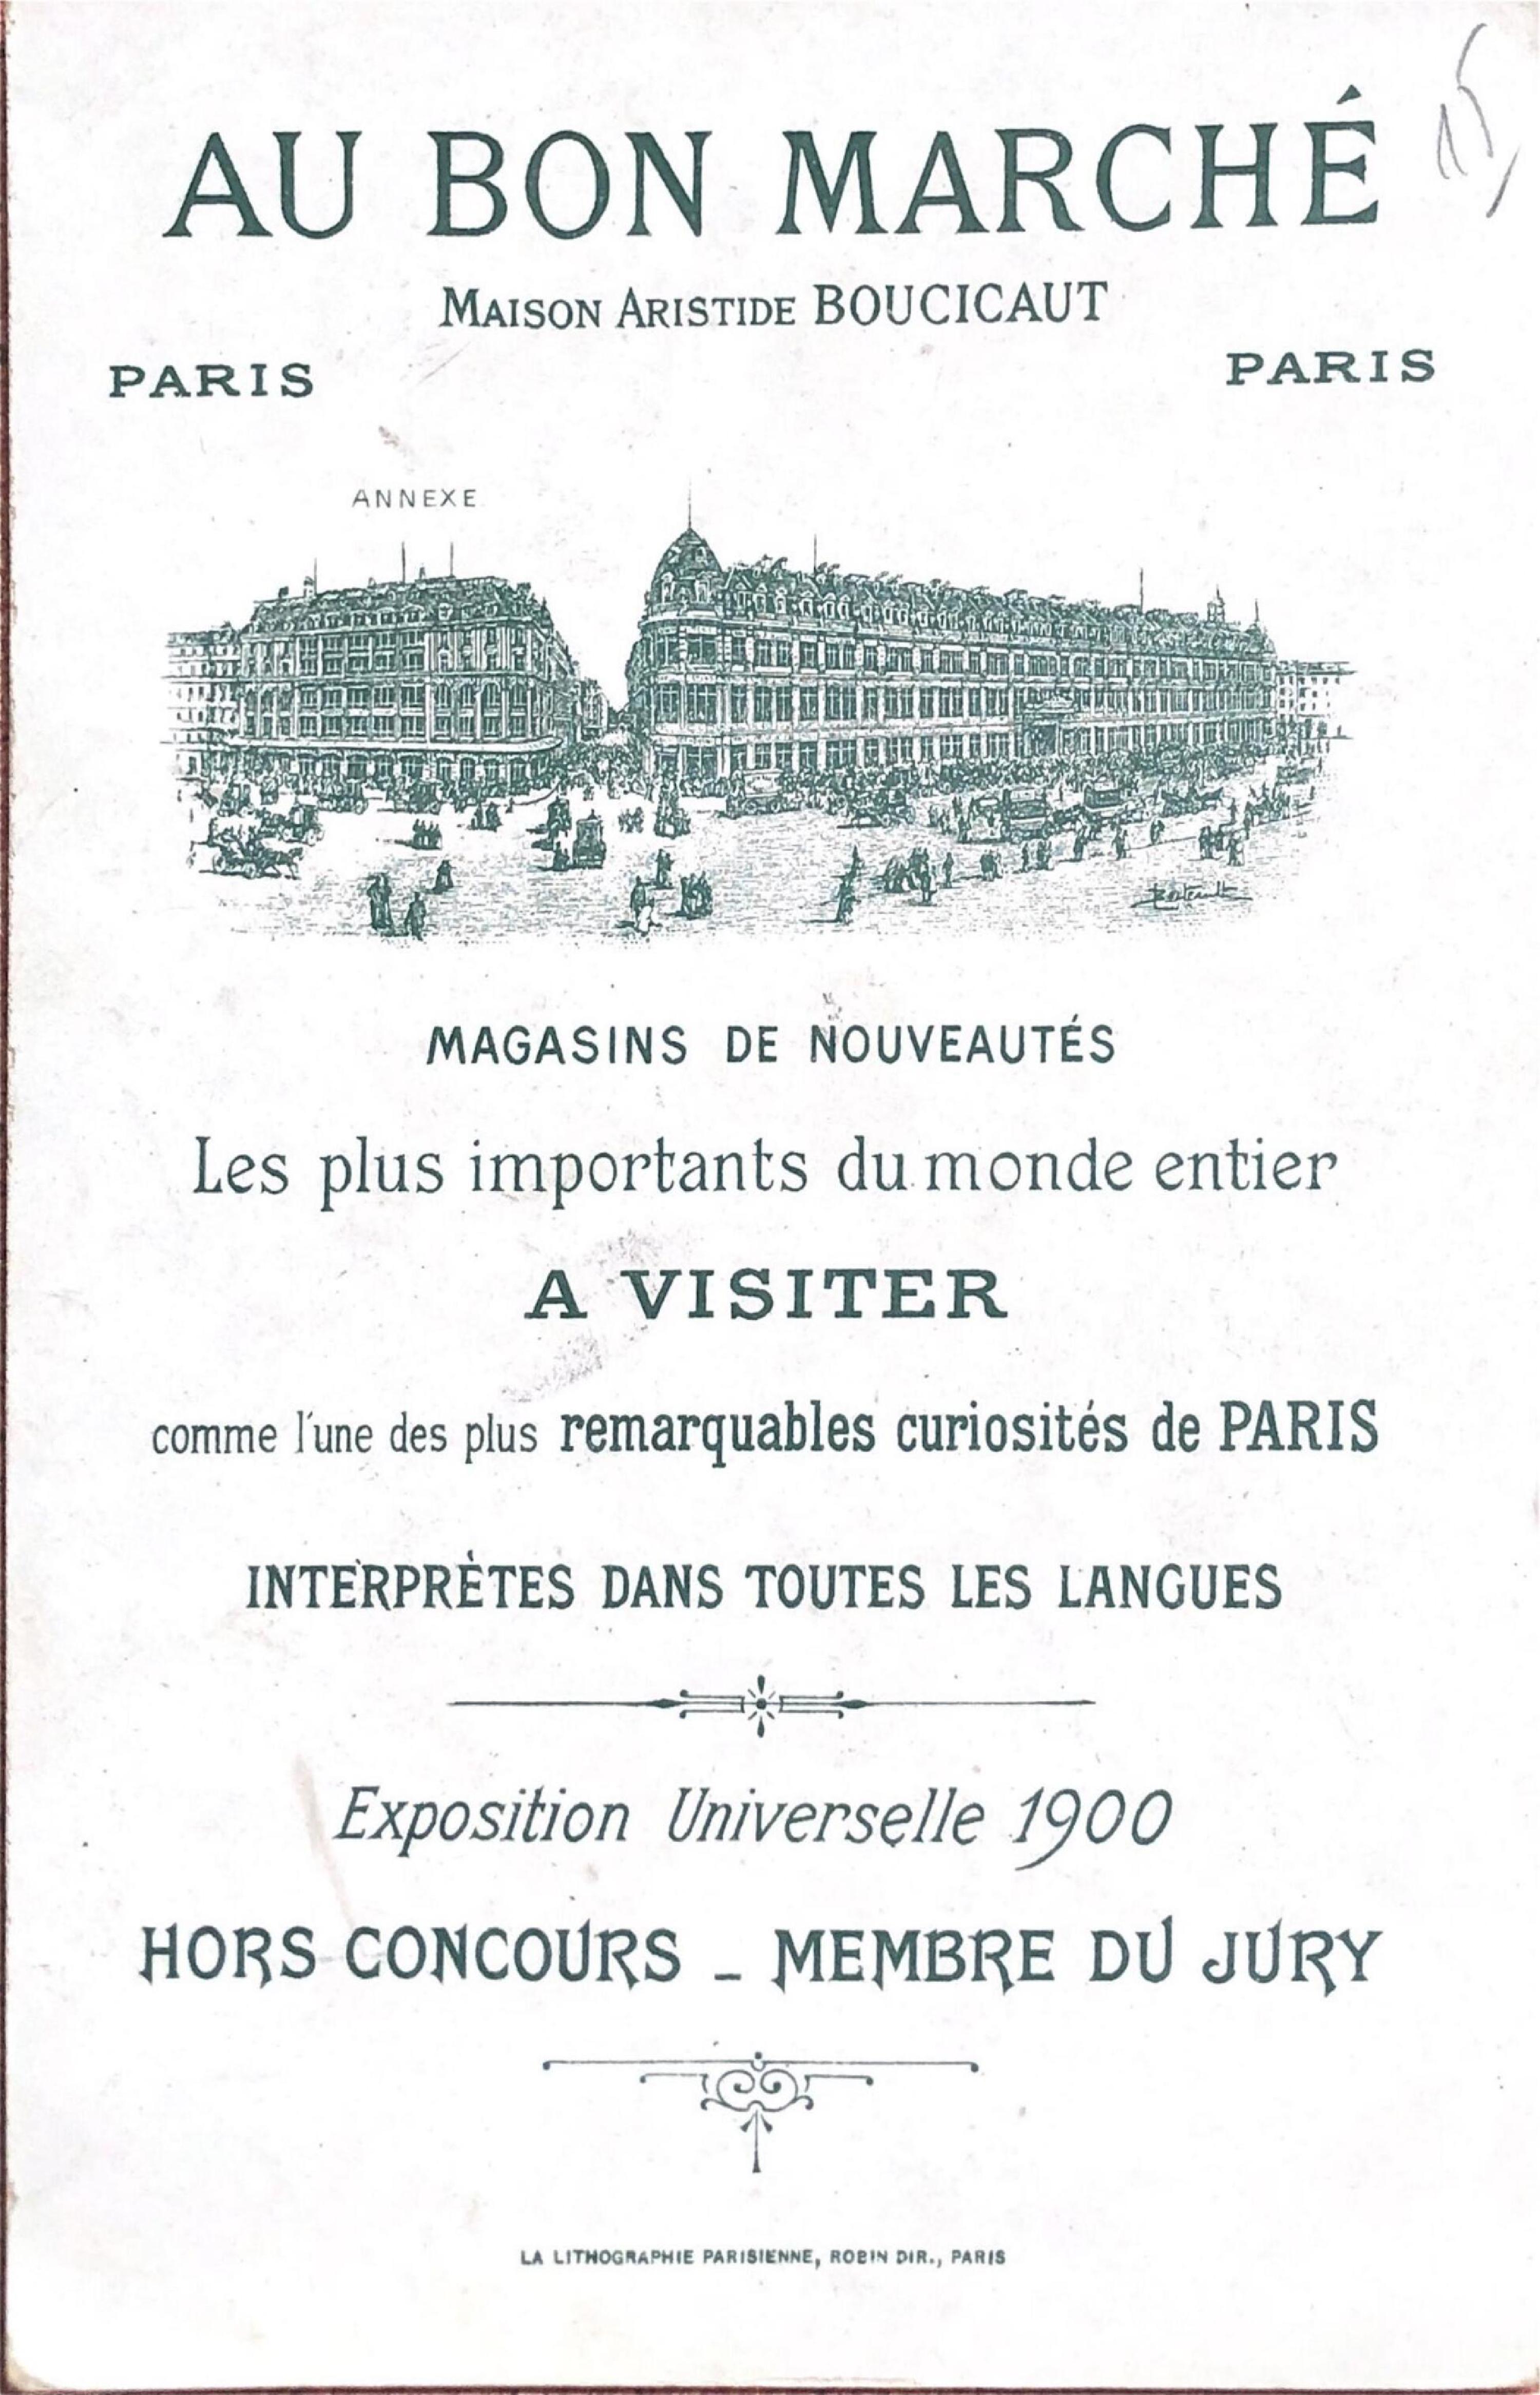 AU BON MARCHÉ
MAISON ARISTIDE BOUCICAUT
PARIS PARIS
ANNEXE
MAGASINS DE NOUVEAUTÉS
Les plus importants du monde entier
A VISITER
comme l'une des plus remarquables curiosités de PARIS
INTERPRÈTES DANS TOUTES LES LANGUES
Exposition Universelle 1900
HORS CONCOURS _ MEMBRE DU JURY
LA LITHOGRAPHIE PARISIENNE, ROBIN DIR., PARIS